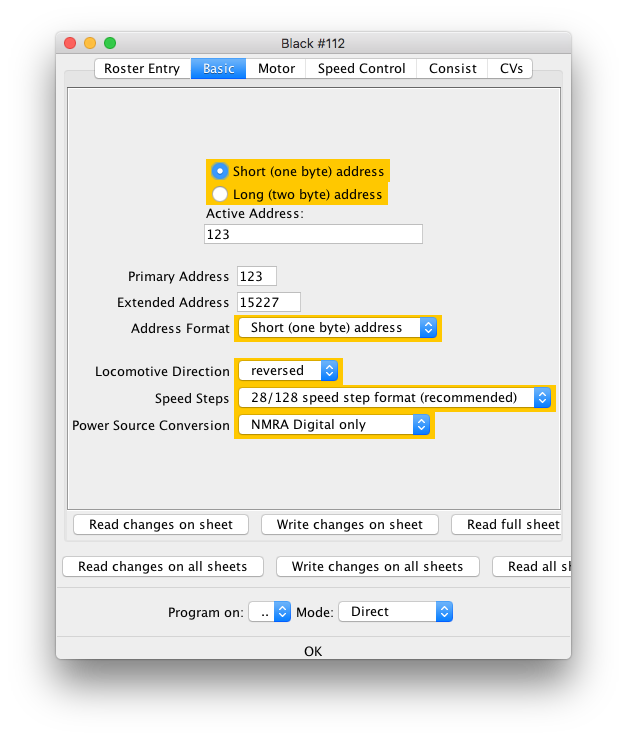 Black #112
Roster Entry Basic Motor Speed Control Consist CVs
Short (one byte) address
Long (two byte) address
Active Address:
123
Primary Address 123
Extended Address 15227
Address Format Short (one byte) address
Locomotive Direction reversed
Speed Steps 28/128 speed step format (recommended)
Power Source Conversion NMRA Digital only
Read changes on sheet Write changes on sheet Read full sheet
Read changes on all sheets Write changes on all sheets Read all
Program on: .. Mode: Direct
OK